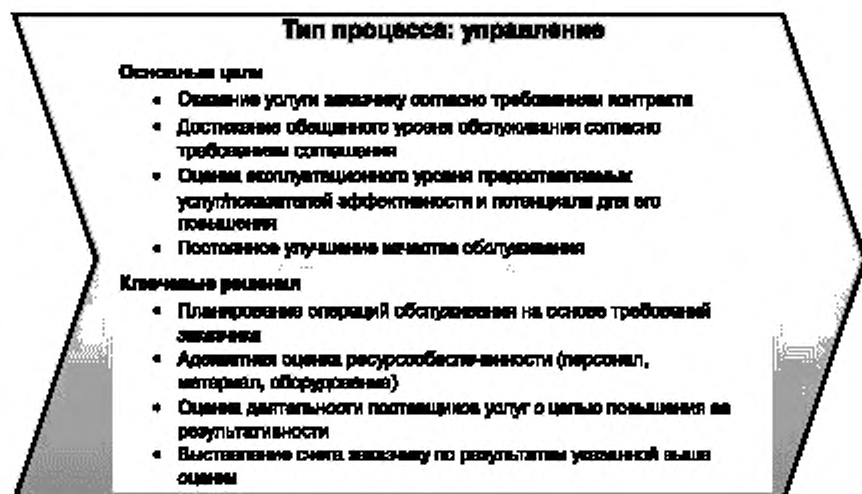 Тип процесса: управление
Основные цели
• Оказание услуги заказчику согласно требованиям контракта
• Достижение обещанного уровня обслуживания согласно
требованиям соглашения
• Оценка эксплуатационного уровня предоставляемых
услуг/показателей эффективности и потенциала для его
повышения
• Постоянное улучшение качества обслуживания
Ключевые решения
• Планирование операций обслуживания на основе требований
заказчика
• Адекватная оценка ресурсообеспеченности (персонал,
материал, оборудование)
• Оценка деятельности поставщиков услуг с целью повышения ее
результативности
• Выставление счета заказчику по результатам указанной выше
оценки